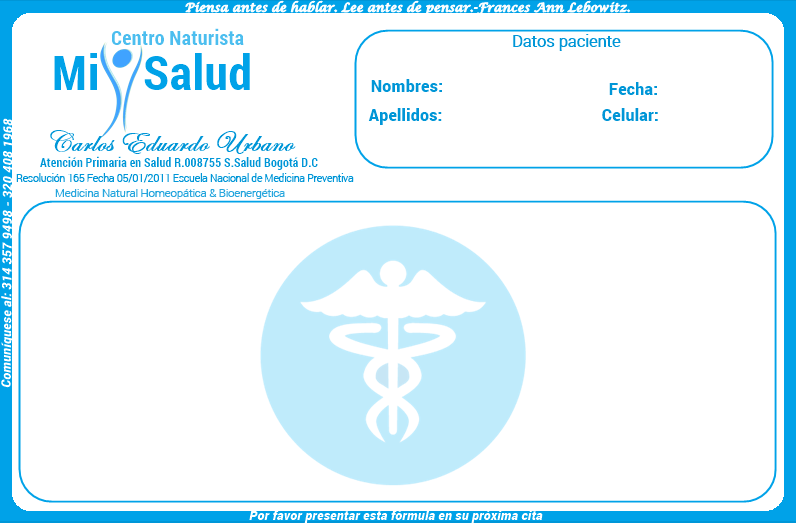 Piensa antes de hablar. Lee antes de pensar.-Frances Ann Lebowitz.
Centro Naturista
Mi Salud
Carlos Eduardo Urbano
Atención Primaria en Salud R.008755 S.Salud Bogotá D.C
Resolución 165 Fecha 05/01/2011 Escuela Nacional de Medicina Preventiva
Medicina Natural Homeopática & Bioenergética
Datos paciente
Nombres:
Fecha:
Apellidos:
Celular:
Comuníquese al: 314 357 9498 - 320 408 1968
Por favor presentar esta fórmula en su próxima cita